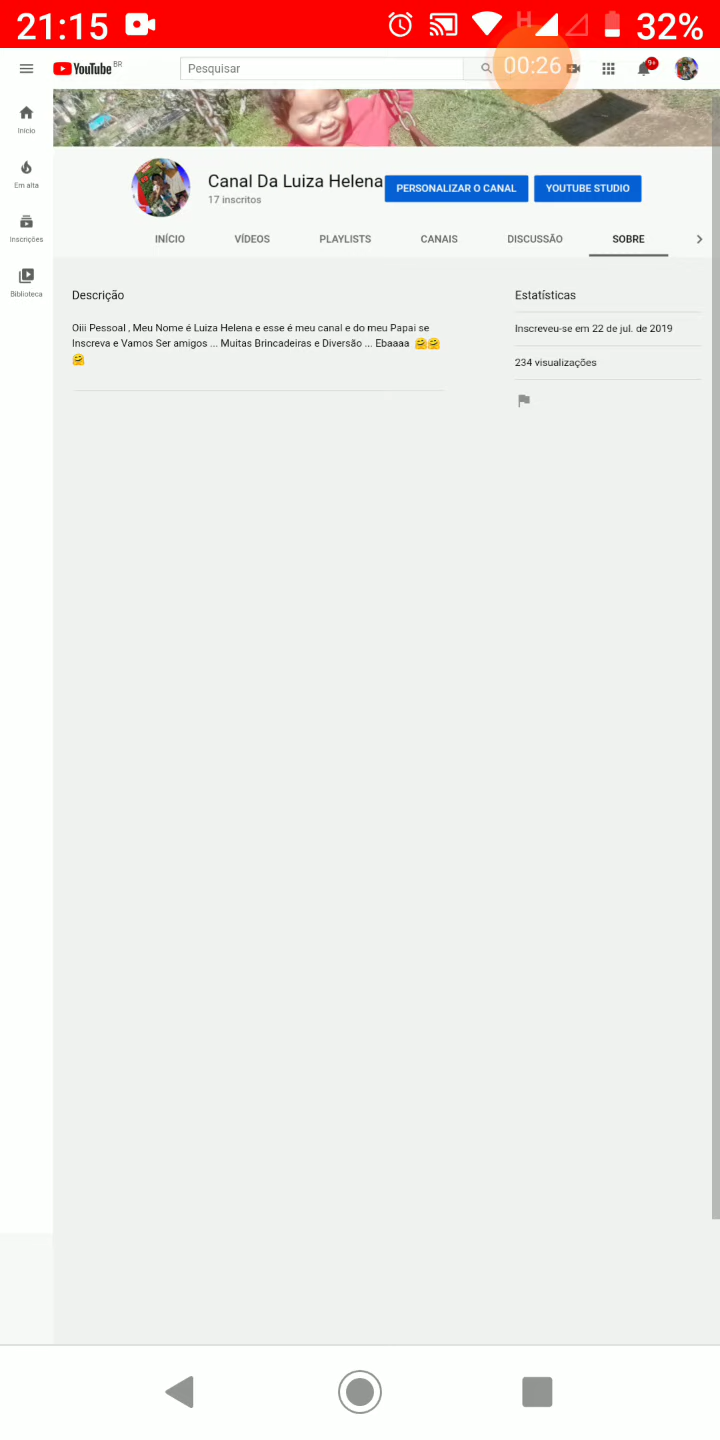 21:15 H 32%
YouTube BR Pesquisar 00:26 9+
Início
Em alta
Inscrições
Biblioteca
Canal Da Luiza Helena
17 inscritos
PERSONALIZAR O CANAL YOUTUBE STUDIO
INÍCIO VÍDEOS PLAYLISTS CANAIS DISCUSSÃO SOBRE
Descrição
Oiii Pessoal , Meu Nome é Luiza Helena e esse é meu canal e do meu Papai se
Inscreva e Vamos Ser amigos ... Muitas Brincadeiras e Diversão ... Ebaaaa 🤗🤗
🤗
Estatísticas
Inscreveu-se em 22 de jul. de 2019
234 visualizações